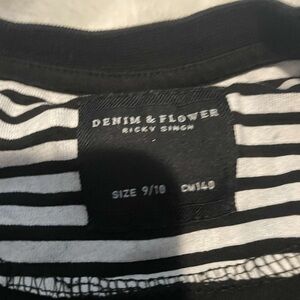 DENIM & FLOWER
RICKY SINGH
SIZE 9/10 CM140